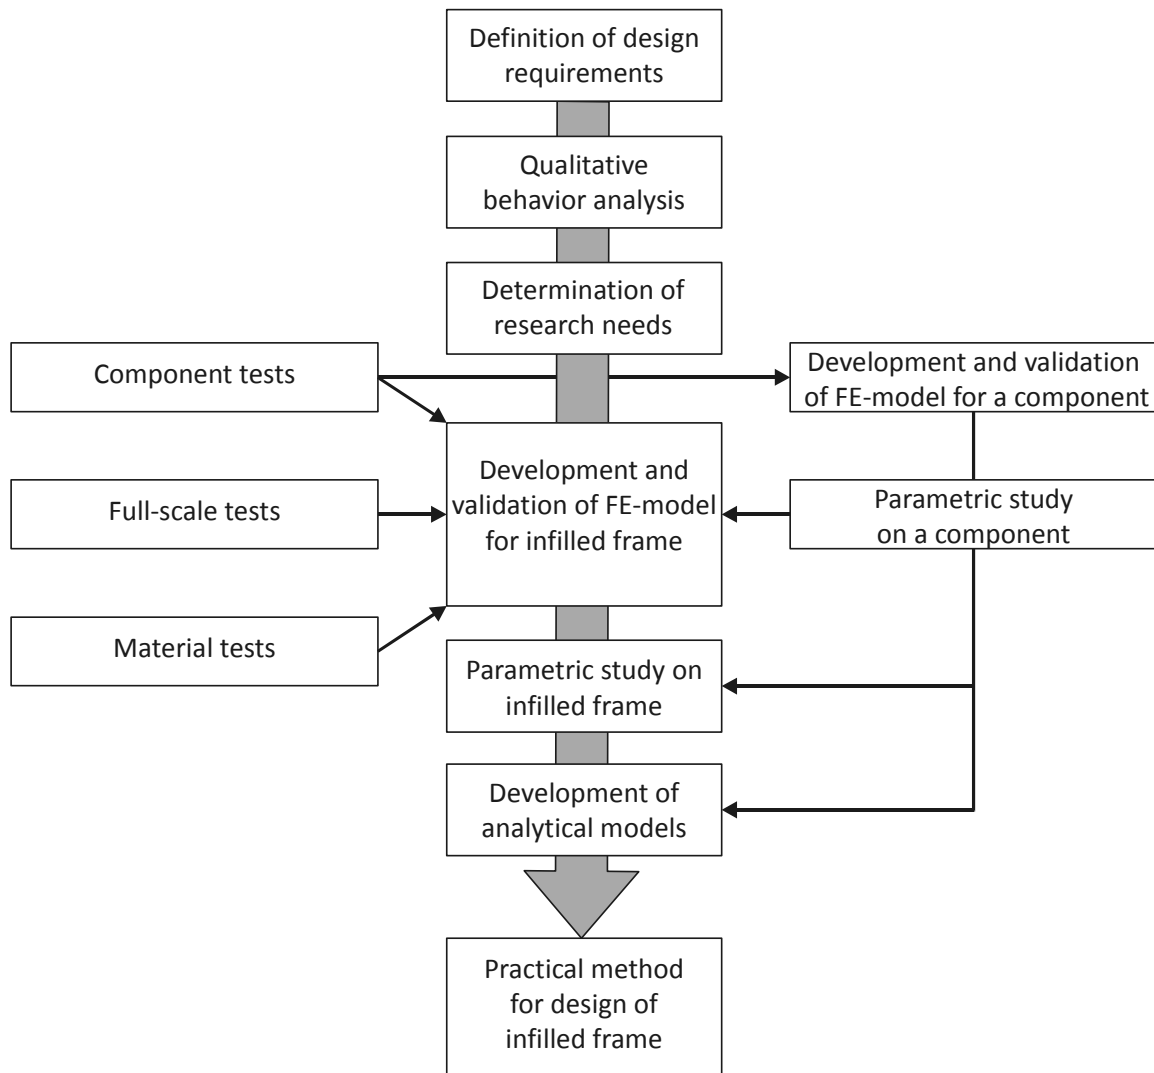 Definition of design
requirements
Qualitative
behavior analysis
Determination of
research needs
Component tests
Development and validation
of FE-model for a component
Development and
validation of FE-model
for infilled frame
Full-scale tests
Parametric study
on a component
Material tests
Parametric study on
infilled frame
Development of
analytical models
Practical method
for design of
infilled frame